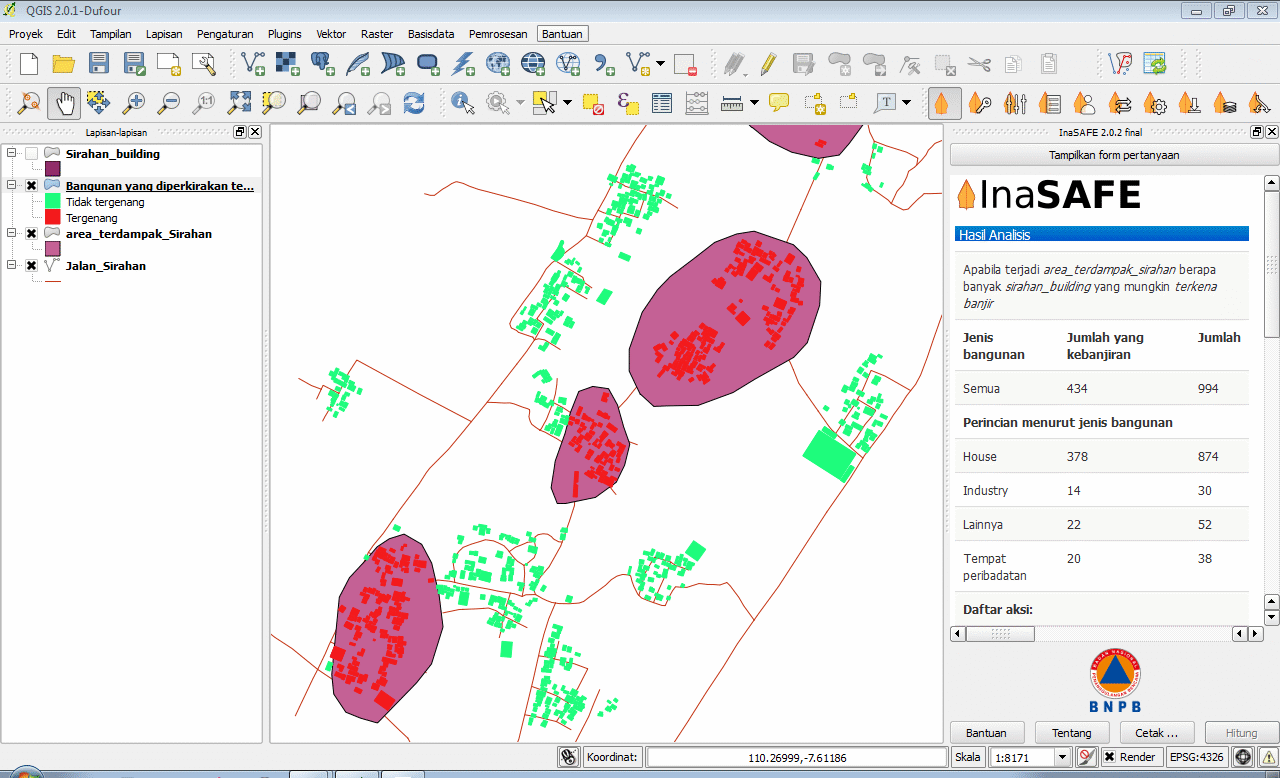 QGIS 2.0.1-Dufour
Proyek Edit Tampilan Lapisan Pengaturan Plugins Vektor Raster Basisdata Pemrosesan Bantuan
Lapisan-lapisan
Sirahan_building
Bangunan yang diperkirakan te...
Tidak tergenang
Tergenang
area_terdampak_Sirahan
Jalan_Sirahan
InaSAFE 2.0.2 final
Tampilkan form pertanyaan
InaSAFE
Hasil Analisis
Apabila terjadi area_terdampak_sirahan berapa
banyak sirahan_building yang mungkin terkena
banjir
Jenis bangunan Jumlah yang kebanjiran Jumlah
Semua 434 994
Perincian menurut jenis bangunan
House 378 874
Industry 14 30
Lainnya 22 52
Tempat peribadatan 20 38
Daftar aksi:
BNPB
Bantuan Tentang Cetak ... Hitung
Koordinat: 110.26999,-7.61186 Skala 1:8171 Render EPSG:4326